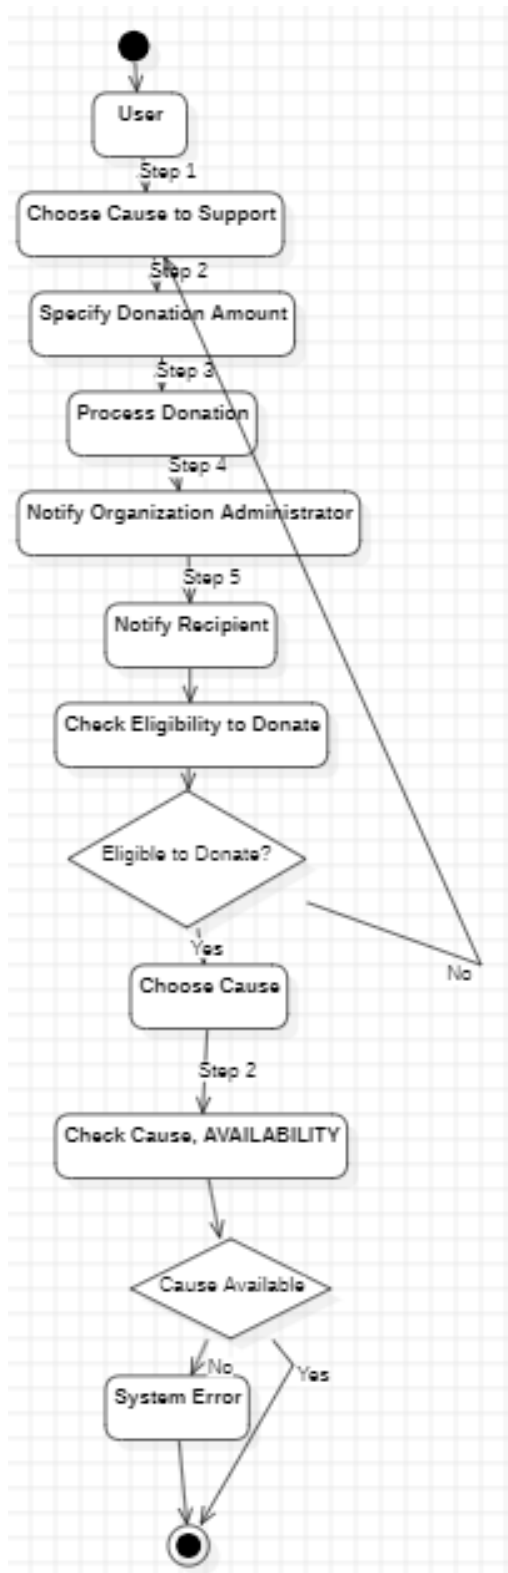 User
Step 1
Choose Cause to Support
Step 2
Specify Donation Amount
Step 3
Process Donation
Step 4
Notify Organization Administrator
Step 5
Notify Recipient
Check Eligibility to Donate
Eligible to Donate?
Yes
No
Choose Cause
Step 2
Check Cause, AVAILABILITY
Cause Available
No
Yes
System Error